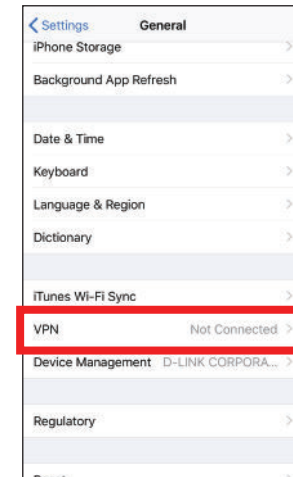 Settings General
iPhone Storage
Background App Refresh
Date & Time
Keyboard
Language & Region
Dictionary
iTunes Wi-Fi Sync
VPN Not Connected
Device Management D-LINK CORPORA...
Regulatory